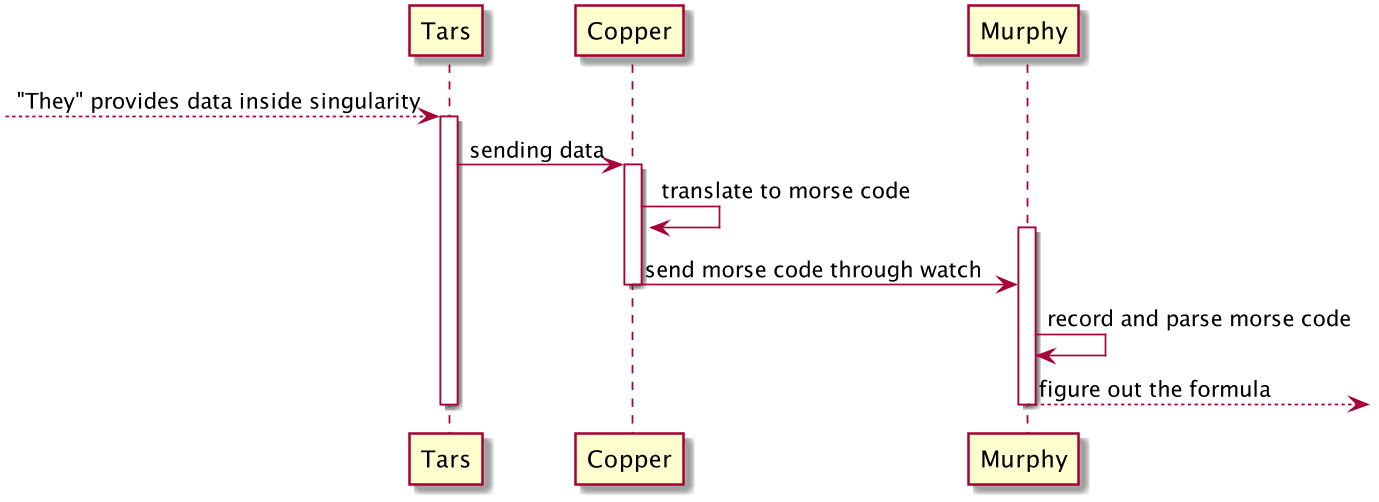 Tars
Copper
Murphy
"They" provides data inside singularity
sending data
translate to morse code
send morse code through watch
record and parse morse code
figure out the formula
Tars
Copper
Murphy